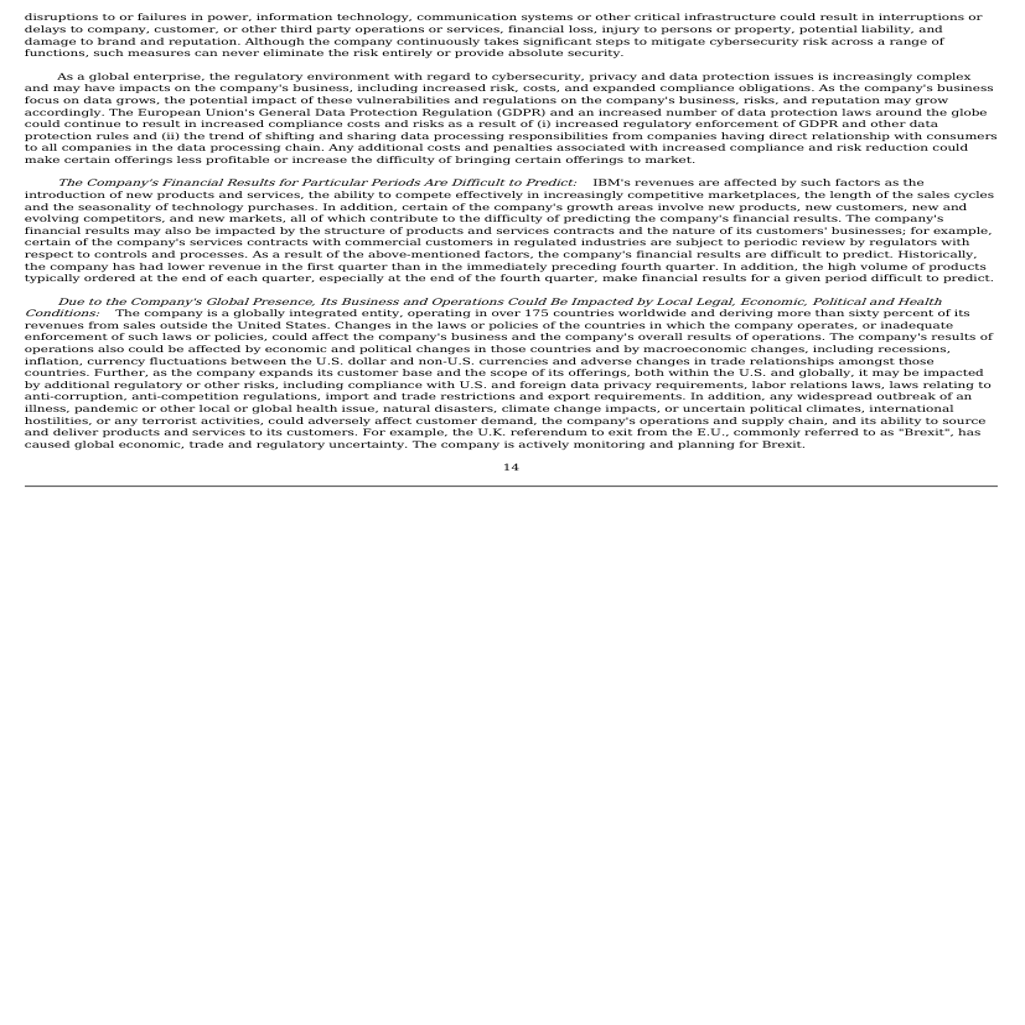 disruptions to or failures in power, information technology, communication systems or other critical infrastructure could result in interruptions or
delays to company, customer, or other third party operations or services, financial loss, injury to persons or property, potential liability, and
damage to brand and reputation. Although the company continuously takes significant steps to mitigate cybersecurity risk across a range of
functions, such measures can never eliminate the risk entirely or provide absolute security.
As a global enterprise, the regulatory environment with regard to cybersecurity, privacy and data protection issues is increasingly complex
and may have impacts on the company's business, including increased risk, costs, and expanded compliance obligations. As the company's business
focus on data grows, the potential impact of these vulnerabilities and regulations on the company's business, risks, and reputation may grow
accordingly. The European Union's General Data Protection Regulation (GDPR) and an increased number of data protection laws around the globe
could continue to result in increased compliance costs and risks as a result of (i) increased regulatory enforcement of GDPR and other data
protection rules and (ii) the trend of shifting and sharing data processing responsibilities from companies having direct relationship with consumers
to all companies in the data processing chain. Any additional costs and penalties associated with increased compliance and risk reduction could
make certain offerings less profitable or increase the difficulty of bringing certain offerings to market.
The Company's Financial Results for Particular Periods Are Difficult to Predict: IBM's revenues are affected by such factors as the
introduction of new products and services, the ability to compete effectively in increasingly competitive marketplaces, the length of the sales cycles
and the seasonality of technology purchases. In addition, certain of the company's growth areas involve new products, new customers, new and
evolving competitors, and new markets, all of which contribute to the difficulty of predicting the company's financial results. The company's
financial results may also be impacted by the structure of products and services contracts and the nature of its customers' businesses; for example,
certain of the company's services contracts with commercial customers in regulated industries are subject to periodic review by regulators with
respect to controls and processes. As a result of the above-mentioned factors, the company's financial results are difficult to predict. Historically,
the company has had lower revenue in the first quarter than in the immediately preceding fourth quarter. In addition, the high volume of products
typically ordered at the end of each quarter, especially at the end of the fourth quarter, make financial results for a given period difficult to predict.
Due to the Company's Global Presence, Its Business and Operations Could Be Impacted by Local Legal, Economic, Political and Health
Conditions: The company is a globally integrated entity, operating in over 175 countries worldwide and deriving more than sixty percent of its
revenues from sales outside the United States. Changes in the laws or policies of the countries in which the company operates, or inadequate
enforcement of such laws or policies, could affect the company's business and the company's overall results of operations. The company's results of
operations also could be affected by economic and political changes in those countries and by macroeconomic changes, including recessions,
inflation, currency fluctuations between the U.S. dollar and non-U.S. currencies and adverse changes in trade relationships amongst those
countries. Further, as the company expands its customer base and the scope of its offerings, both within the U.S. and globally, it may be impacted
by additional regulatory or other risks, including compliance with U.S. and foreign data privacy requirements, labor relations laws, laws relating to
anti-corruption, anti-competition regulations, import and trade restrictions and export requirements. In addition, any widespread outbreak of an
illness, pandemic or other local or global health issue, natural disasters, climate change impacts, or uncertain political climates, international
hostilities, or any terrorist activities, could adversely affect customer demand, the company's operations and supply chain, and its ability to source
and deliver products and services to its customers. For example, the U.K. referendum to exit from the E.U., commonly referred to as "Brexit", has
caused global economic, trade and regulatory uncertainty. The company is actively monitoring and planning for Brexit.
14